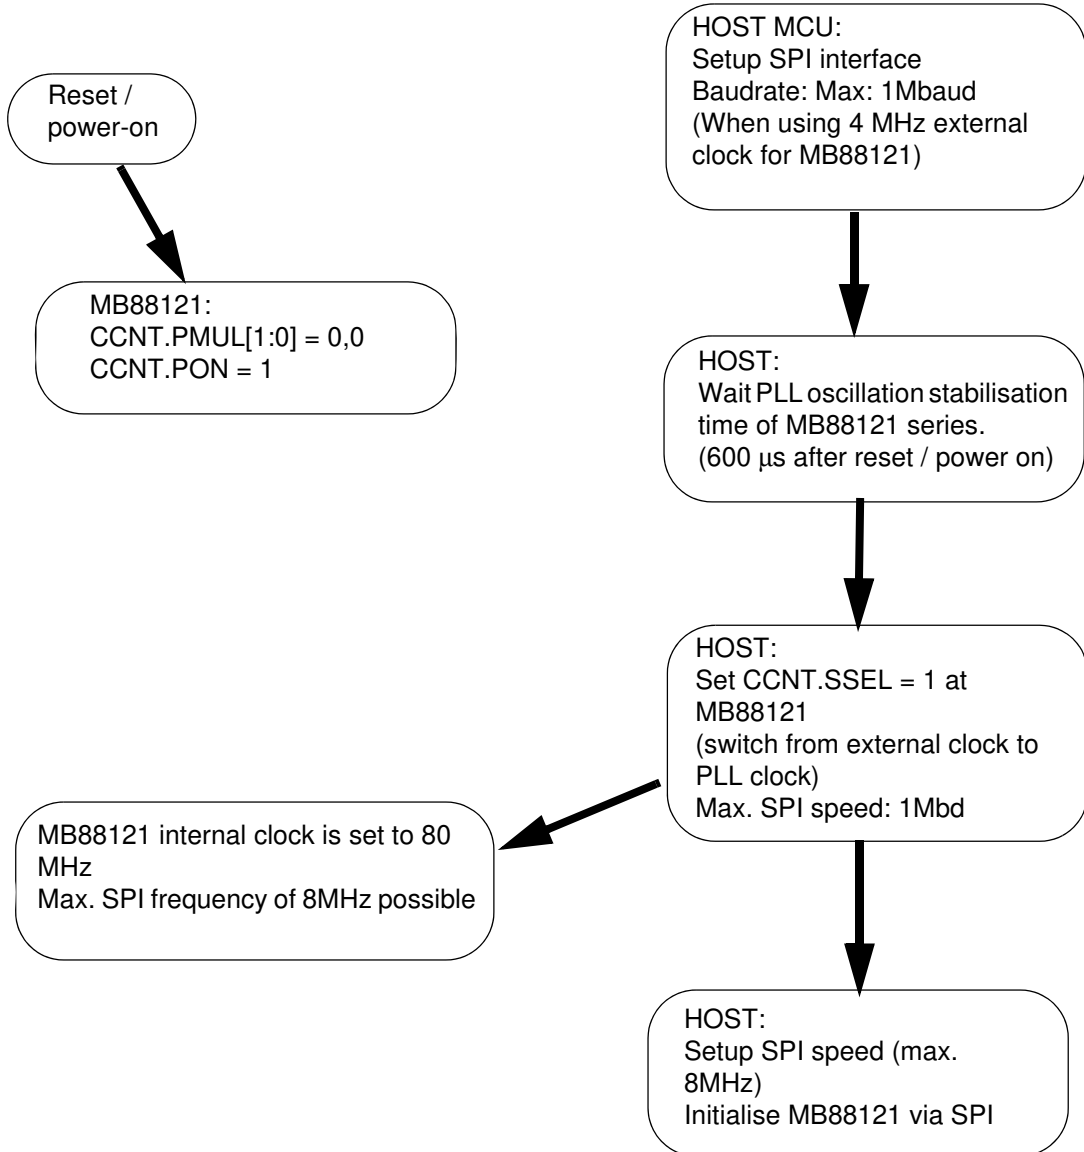 Reset /
power-on
MB88121:
CCNT.PMUL[1:0] = 0,0
CCNT.PON = 1
HOST MCU:
Setup SPI interface
Baudrate: Max: 1Mbaud
(When using 4 MHz external
clock for MB88121)
HOST:
Wait PLL oscillation stabilisation
time of MB88121 series.
(600 μs after reset / power on)
HOST:
Set CCNT.SSEL = 1 at
MB88121
(switch from external clock to
PLL clock)
Max. SPI speed: 1Mbd
MB88121 internal clock is set to 80
MHz
Max. SPI frequency of 8MHz possible
HOST:
Setup SPI speed (max.
8MHz)
Initialise MB88121 via SPI